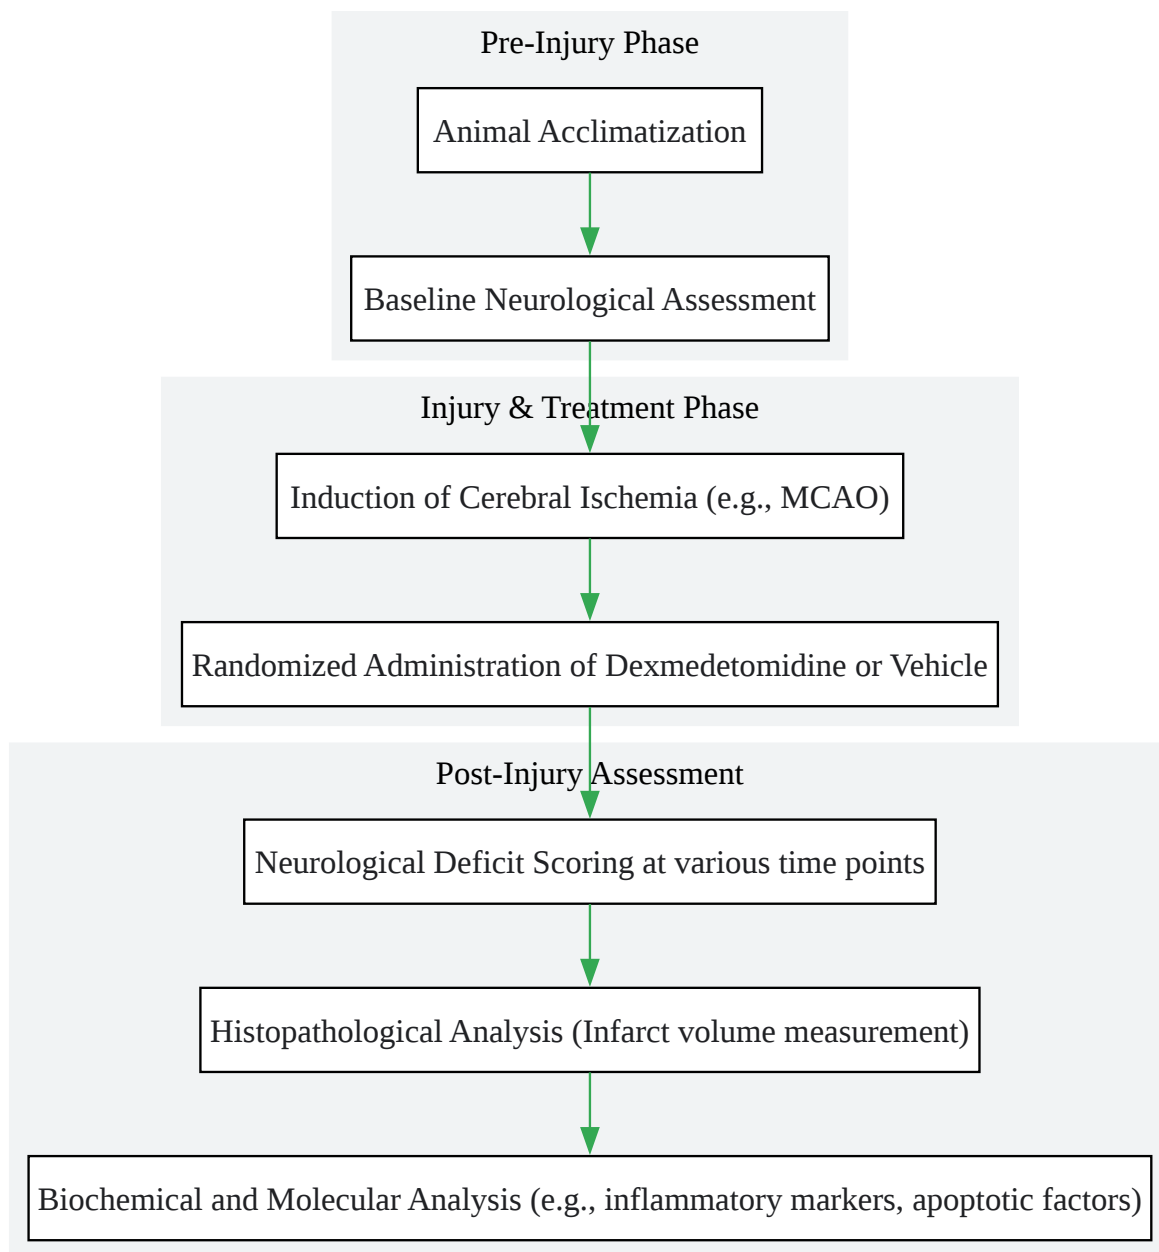 Pre-Injury Phase
Animal Acclimatization
Baseline Neurological Assessment
Injury & Treatment Phase
Induction of Cerebral Ischemia (e.g., MCAO)
Randomized Administration of Dexmedetomidine or Vehicle
Post-Injury Assessment
Neurological Deficit Scoring at various time points
Histopathological Analysis (Infarct volume measurement)
Biochemical and Molecular Analysis (e.g., inflammatory markers, apoptotic factors)